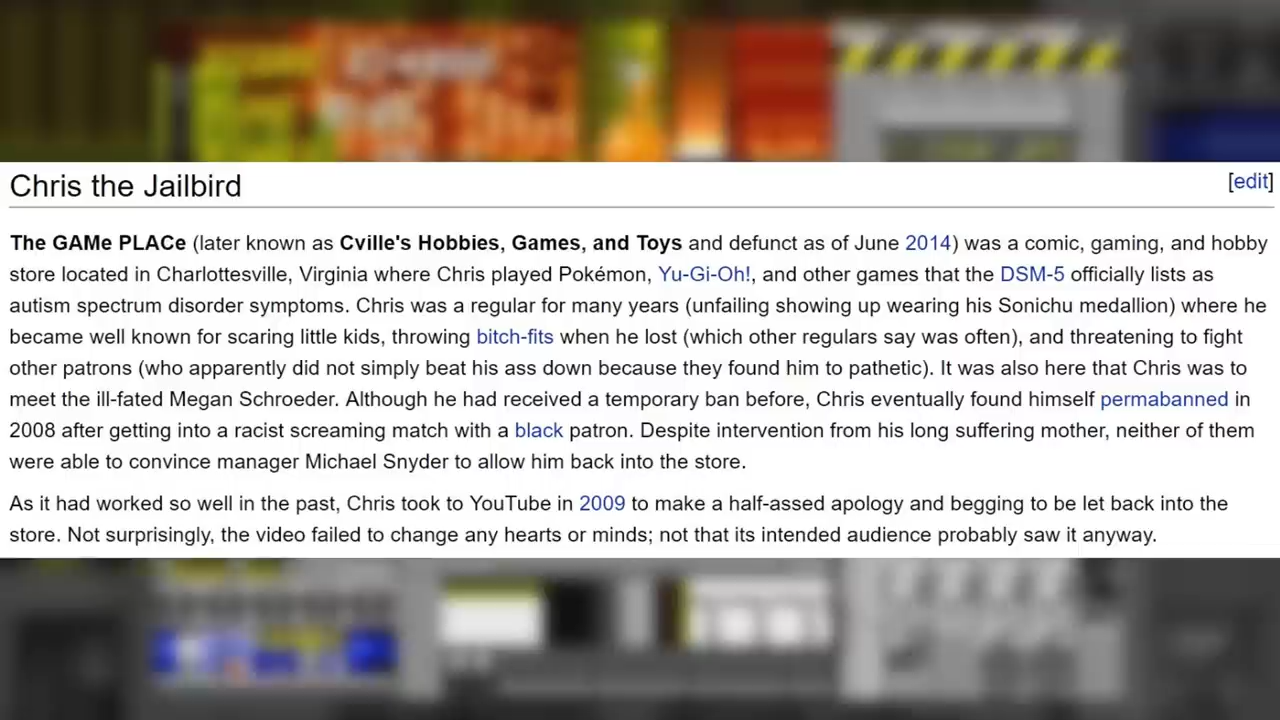 Chris the Jailbird
[edit]
The GAMe PLACe (later known as Cville's Hobbies, Games, and Toys and defunct as of June 2014) was a comic, gaming, and hobby
store located in Charlottesville, Virginia where Chris played Pokémon, Yu-Gi-Oh!, and other games that the DSM-5 officially lists as
autism spectrum disorder symptoms. Chris was a regular for many years (unfailing showing up wearing his Sonichu medallion) where he
became well known for scaring little kids, throwing bitch-fits when he lost (which other regulars say was often), and threatening to fight
other patrons (who apparently did not simply beat his ass down because they found him to pathetic). It was also here that Chris was to
meet the ill-fated Megan Schroeder. Although he had received a temporary ban before, Chris eventually found himself permabanned in
2008 after getting into a racist screaming match with a black patron. Despite intervention from his long suffering mother, neither of them
were able to convince manager Michael Snyder to allow him back into the store.
As it had worked so well in the past, Chris took to YouTube in 2009 to make a half-assed apology and begging to be let back into the
store. Not surprisingly, the video failed to change any hearts or minds; not that its intended audience probably saw it anyway.